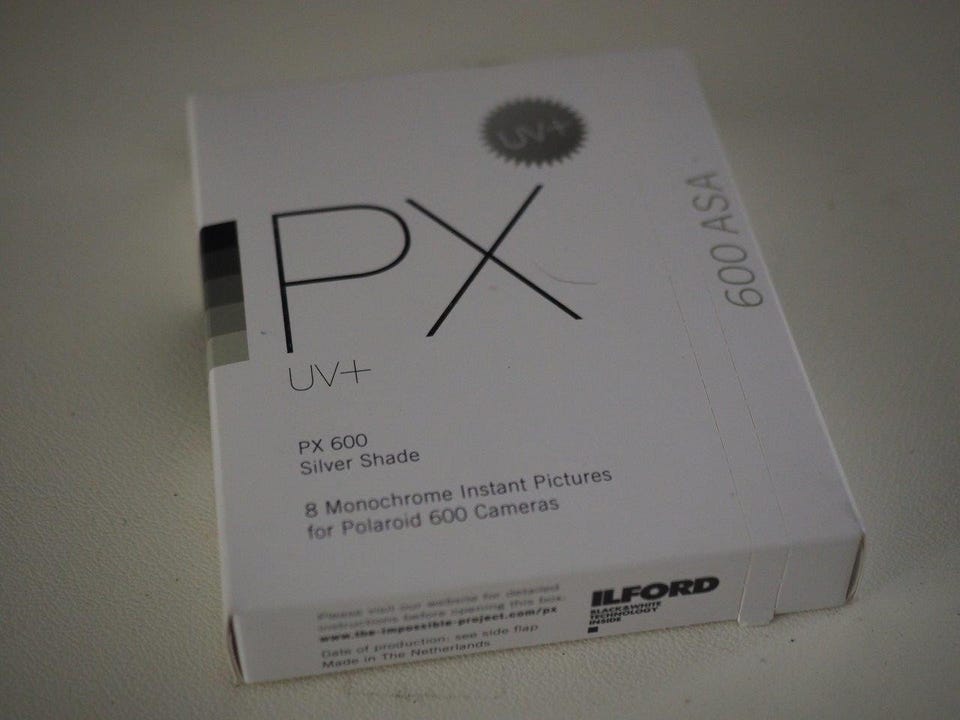 UV+
PX
600 ASA
UV+
PX 600
Silver Shade
8 Monochrome Instant Pictures
for Polaroid 600 Cameras
Please visit our website for detailed
instructions before opening this box:
www.the-impossible-project.com/px
Date of production: see side flap
Made in The Netherlands
ILFORD
BLACK&WHITE
TECHNOLOGY
INSIDE